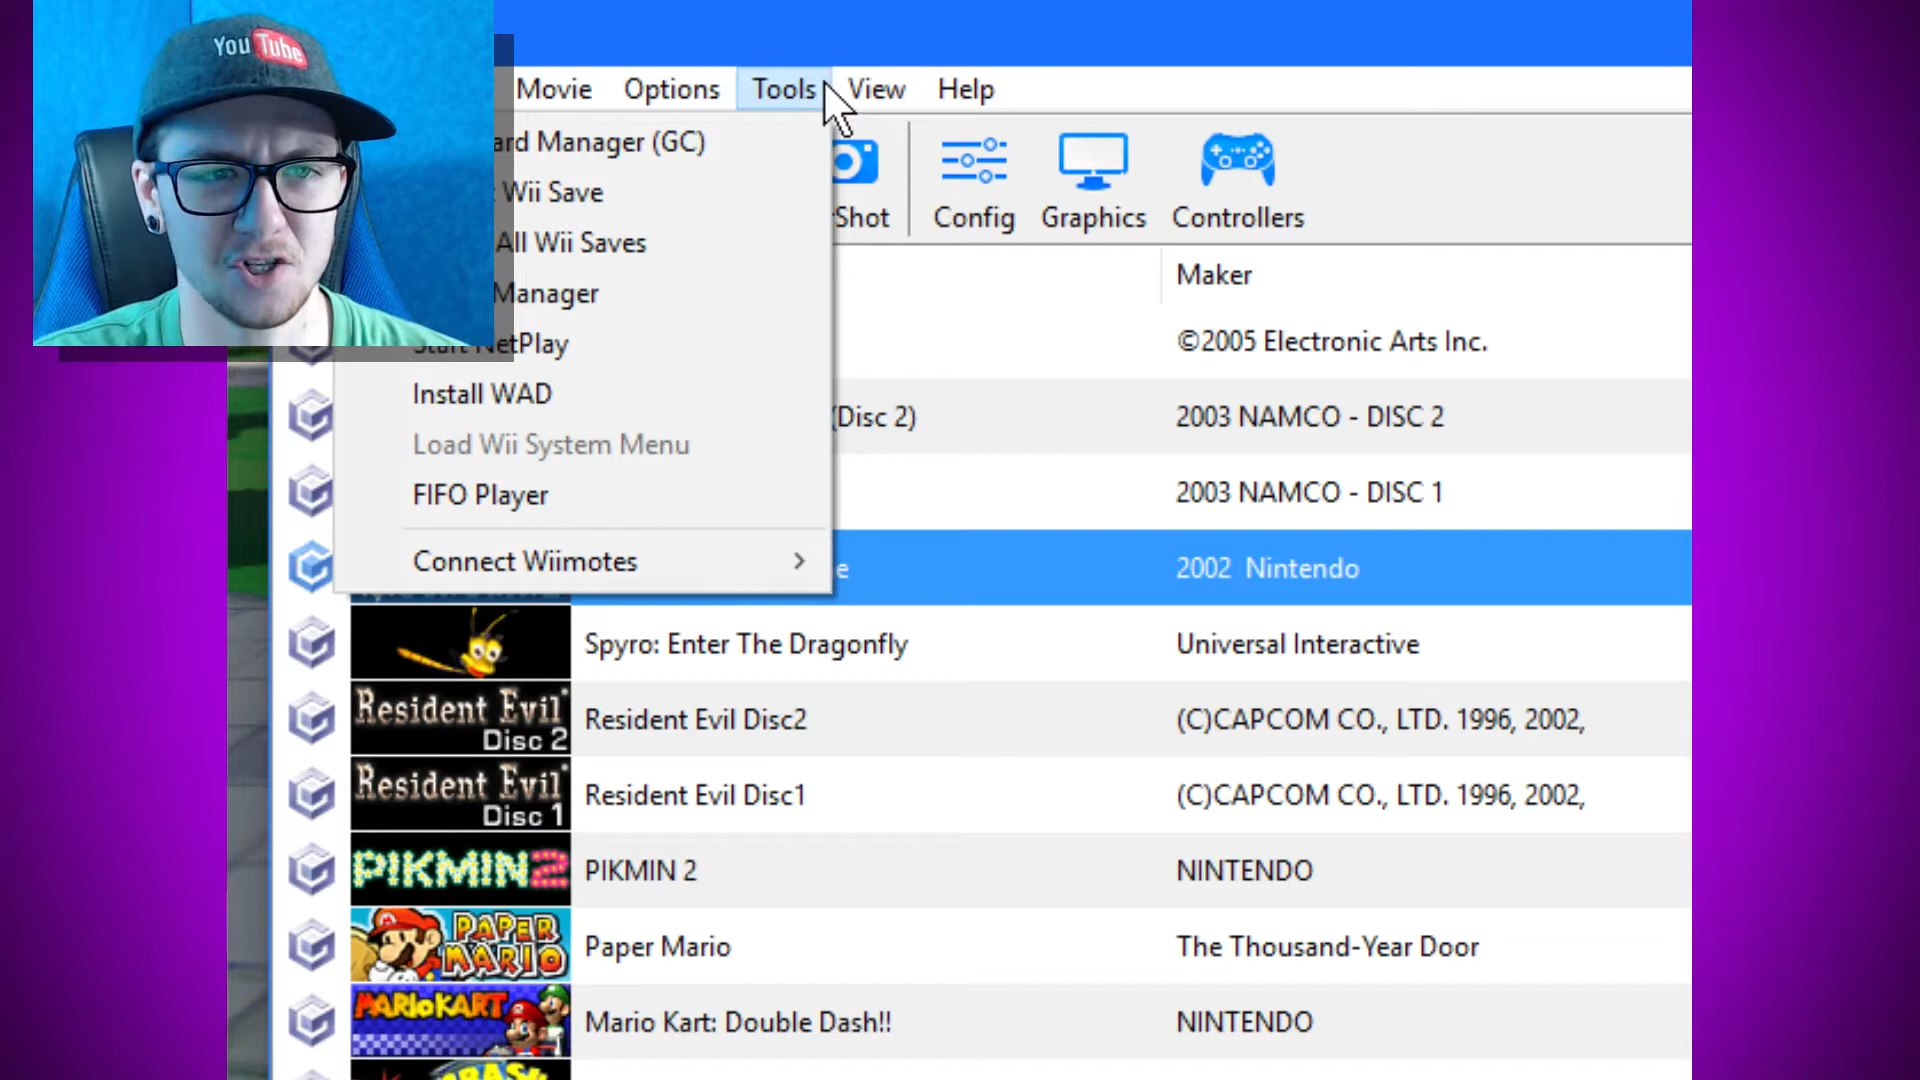 You Tube
Movie Options Tools View Help
ard Manager (GC)
Wii Save
All Wii Saves
Manager
Start NetPlay
Install WAD
Load Wii System Menu
FIFO Player
Connect Wiimotes
Shot Config Graphics Controllers
Maker
©2005 Electronic Arts Inc.
(Disc 2) 2003 NAMCO - DISC 2
2003 NAMCO - DISC 1
e 2002 Nintendo
Spyro: Enter The Dragonfly Universal Interactive
Resident Evil
Disc 2
Resident Evil Disc2 (C)CAPCOM CO., LTD. 1996, 2002,
Resident Evil
Disc 1
Resident Evil Disc1 (C)CAPCOM CO., LTD. 1996, 2002,
PIKMIN 2 PIKMIN 2 NINTENDO
PAPER
MARIO
Paper Mario The Thousand-Year Door
MARIOKART Mario Kart: Double Dash!! NINTENDO